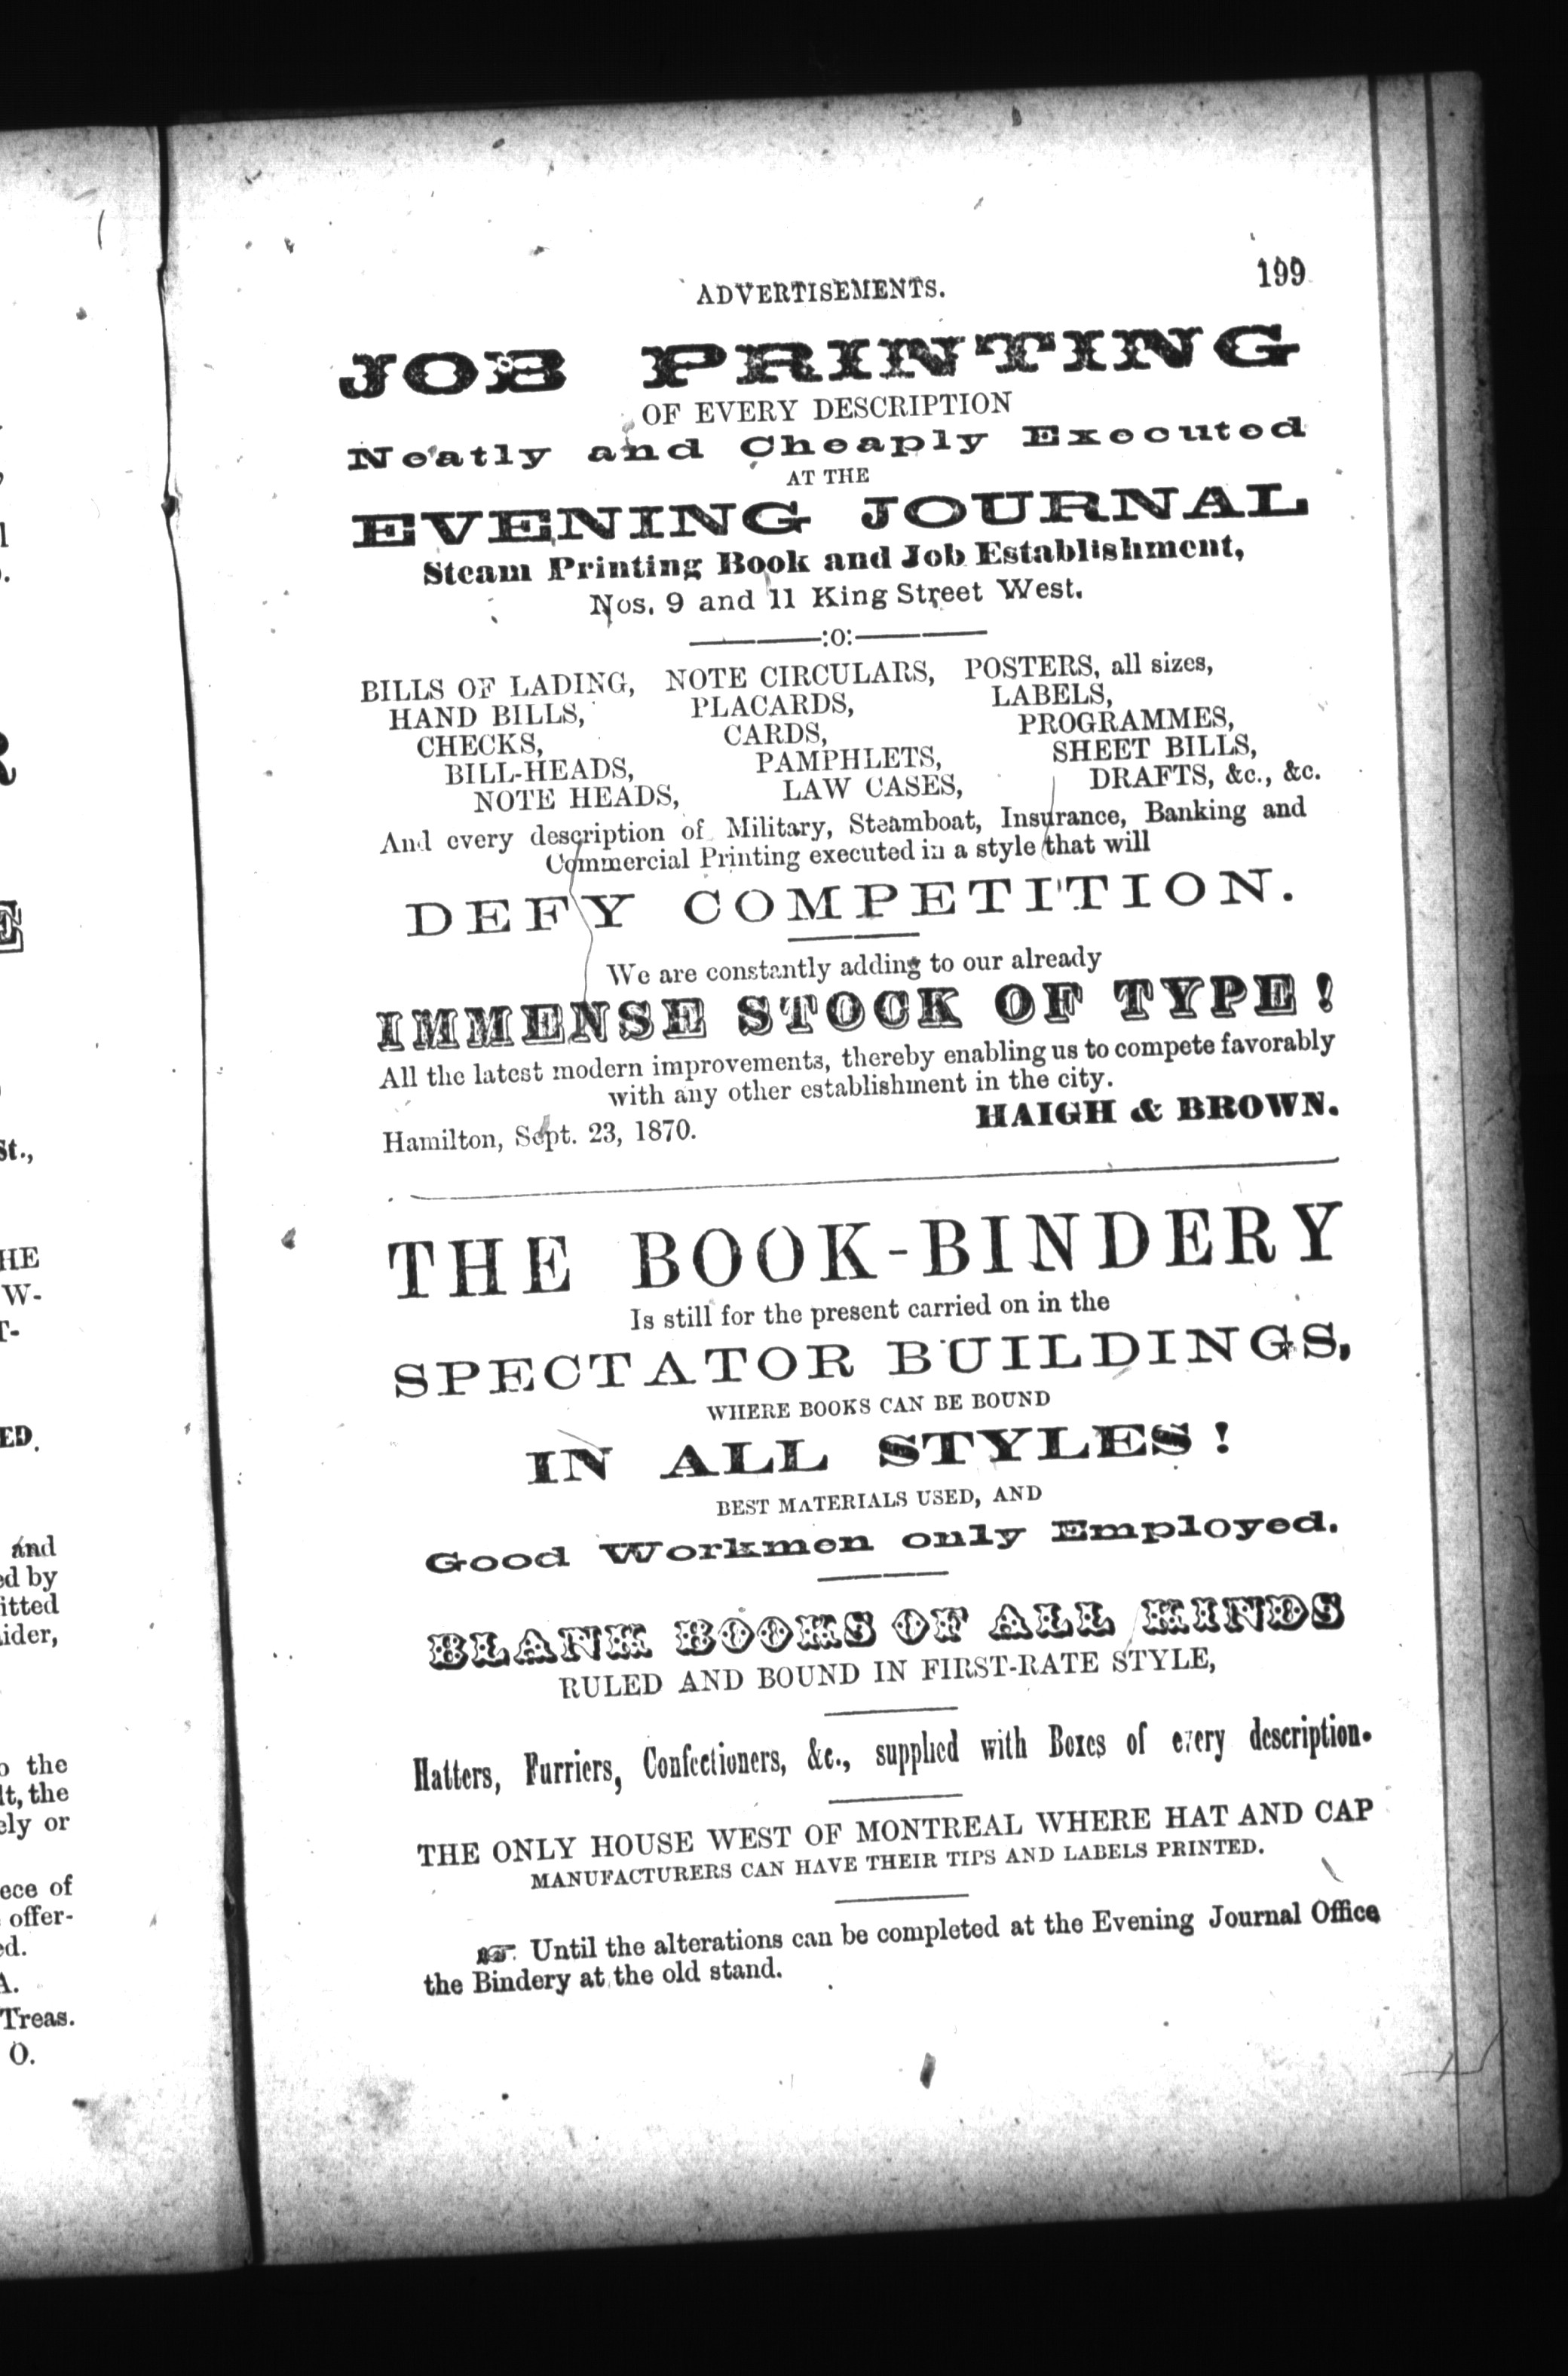 ADVERTISEMENTS. 199
JOB PRINTING
OF EVERY DESCRIPTION
Neatly and Cheaply Executed
AT THE
EVENING JOURNAL
Steam Printing Book and Job Establishment,
Nos. 9 and 11 King Street West.
:o:
BILLS OF LADING, NOTE CIRCULARS, POSTERS, all sizes,
HAND BILLS, PLACARDS, LABELS,
CHECKS, CARDS, PROGRAMMES,
BILL-HEADS, PAMPHLETS, SHEET BILLS,
NOTE HEADS, LAW CASES, DRAFTS, &c., &c.
And every description of Military, Steamboat, Insurance, Banking and
Commercial Printing executed in a style that will
DEFY COMPETITION.
We are constantly adding to our already
IMMENSE STOCK OF TYPE!
All the latest modern improvements, thereby enabling us to compete favorably
with any other establishment in the city.
HAIGH & BROWN.
Hamilton, Sept. 23, 1870.
THE BOOK-BINDERY
Is still for the present carried on in the
SPECTATOR BUILDINGS,
WHERE BOOKS CAN BE BOUND
IN ALL STYLES!
BEST MATERIALS USED, AND
Good Workmen only Employed.
BLANK BOOKS OF ALL KINDS
RULED AND BOUND IN FIRST-RATE STYLE,
Hatters, Furriers, Confectioners, &c., supplied with Boxes of every description.
THE ONLY HOUSE WEST OF MONTREAL WHERE HAT AND CAP
MANUFACTURERS CAN HAVE THEIR TIPS AND LABELS PRINTED.
☞ Until the alterations can be completed at the Evening Journal Office
the Bindery at the old stand.